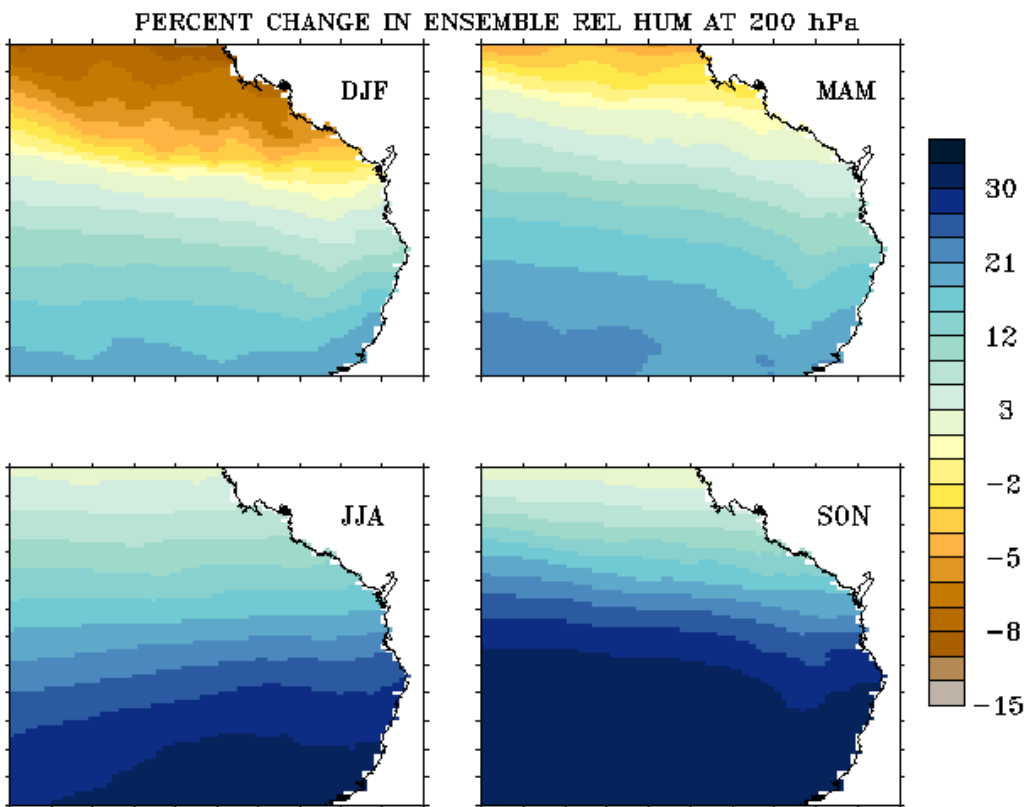 PERCENT CHANGE IN ENSEMBLE REL HUM AT 200 hPa
DJF
MAM
JJA
SON
30
21
12
3
-2
-5
-8
-15